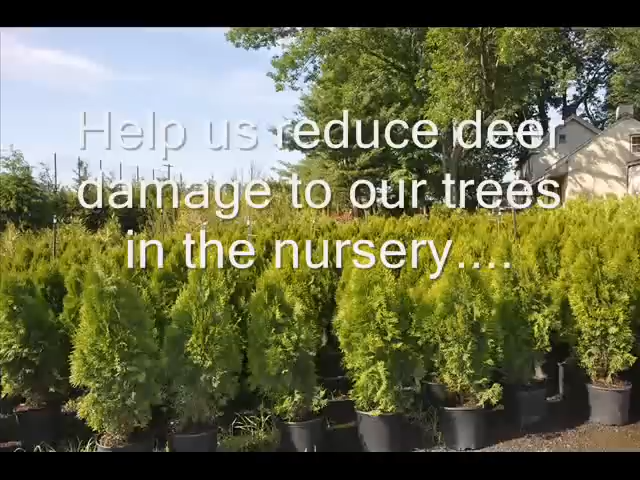 Help us reduce deer
damage to our trees
in the nursery....